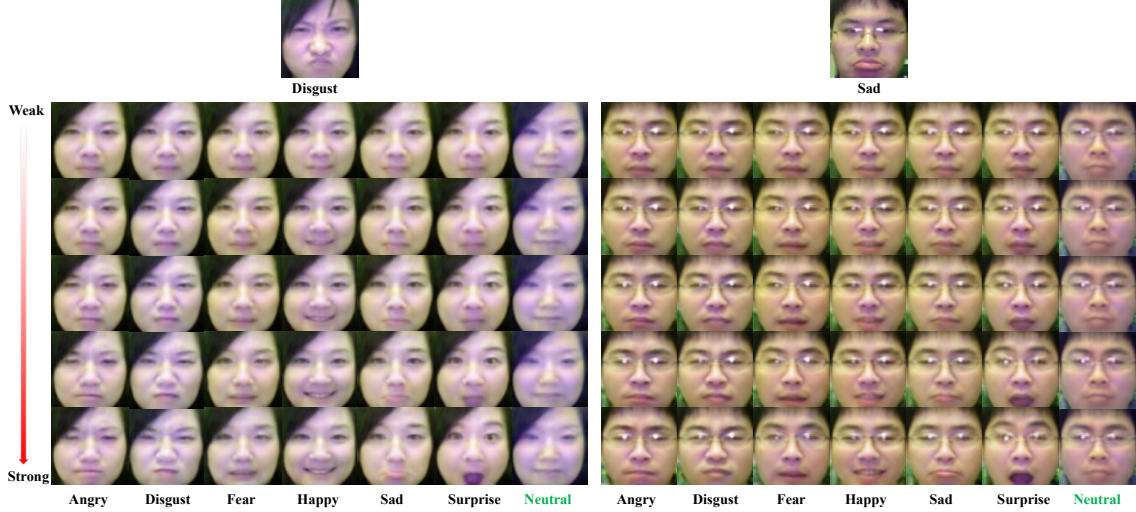 Disgust
Sad
Weak
Strong
Angry Disgust Fear Happy Sad Surprise Neutral
Angry Disgust Fear Happy Sad Surprise Neutral